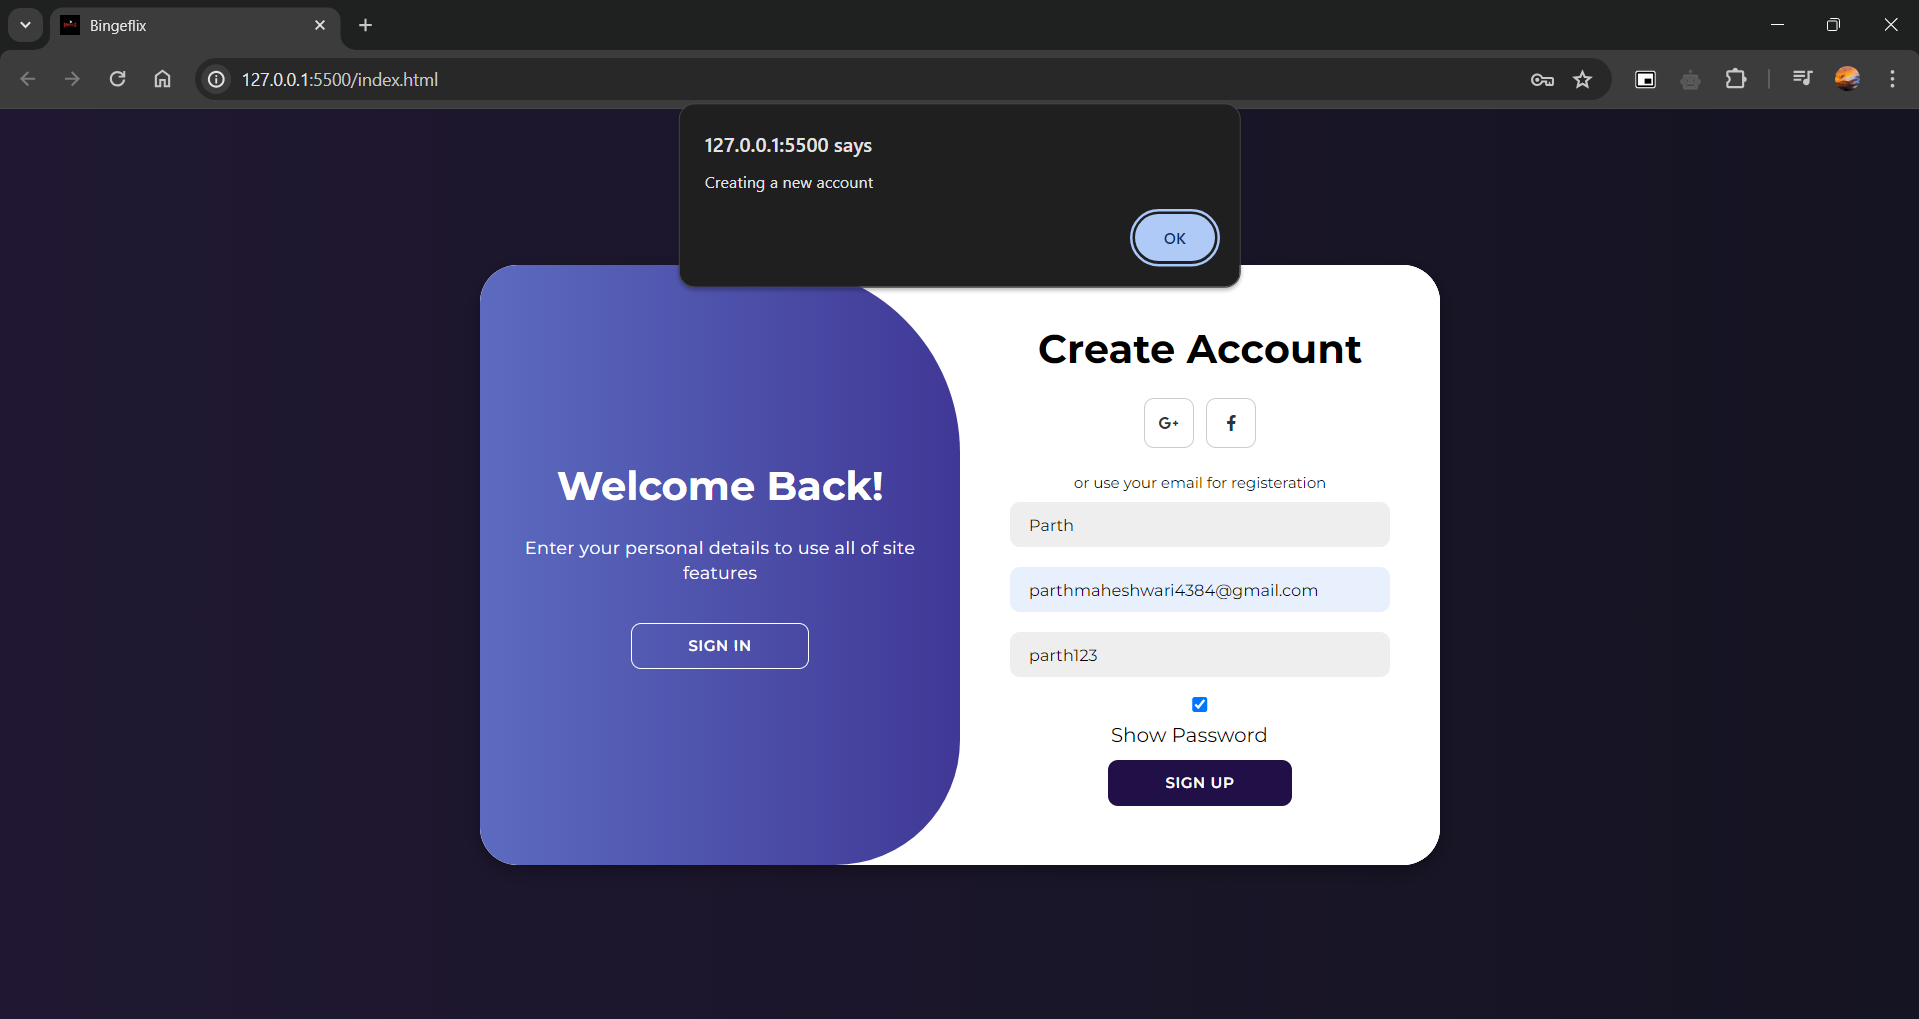 Bingeflix
127.0.0.1:5500/index.html
127.0.0.1:5500 says
Creating a new account
OK
Welcome Back!
Enter your personal details to use all of site
features
SIGN IN
Create Account
G+ f
or use your email for registeration
Parth
parthmaheshwari4384@gmail.com
parth123
Show Password
SIGN UP